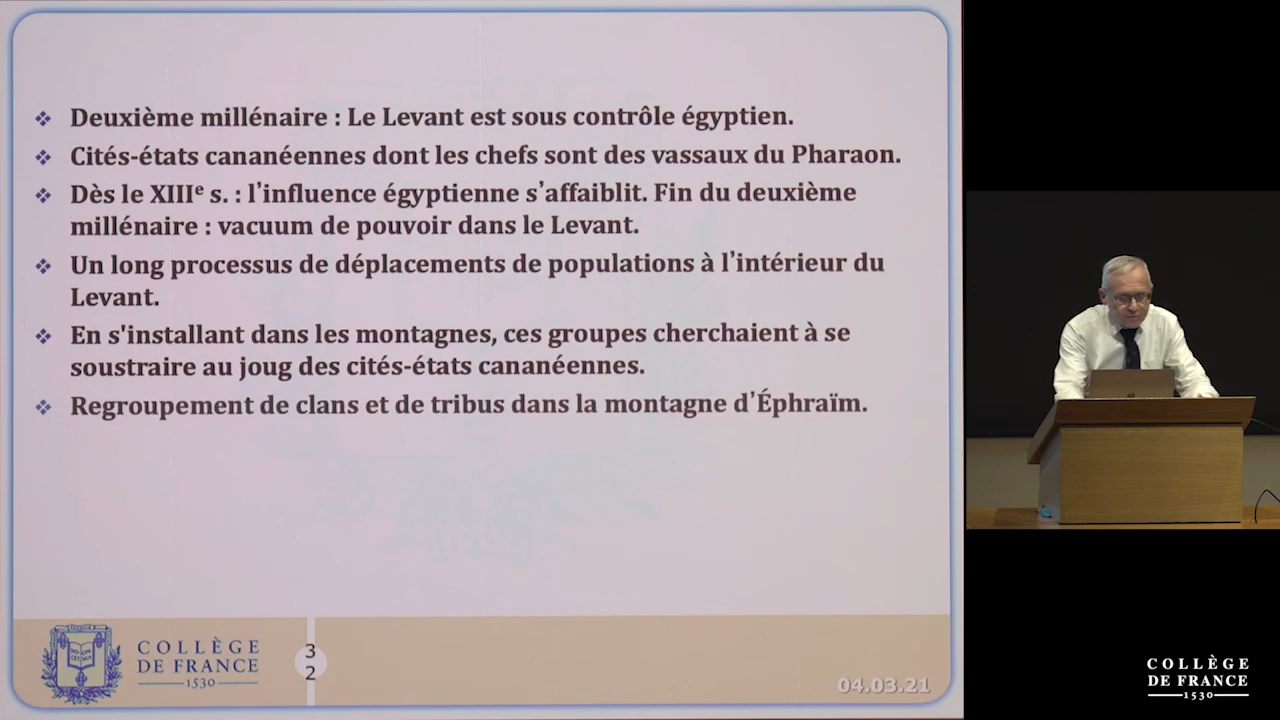 ❖ Deuxième millénaire : Le Levant est sous contrôle égyptien.
❖ Cités-états cananéennes dont les chefs sont des vassaux du Pharaon.
❖ Dès le XIIIe s. : l'influence égyptienne s'affaiblit. Fin du deuxième
millénaire : vacuum de pouvoir dans le Levant.
❖ Un long processus de déplacements de populations à l'intérieur du
Levant.
❖ En s'installant dans les montagnes, ces groupes cherchaient à se
soustraire au joug des cités-états cananéennes.
❖ Regroupement de clans et de tribus dans la montagne d'Éphraïm.
COLLÈGE
DE FRANCE
1530
3
2
04.03.21
COLLÈGE
DE FRANCE
1530